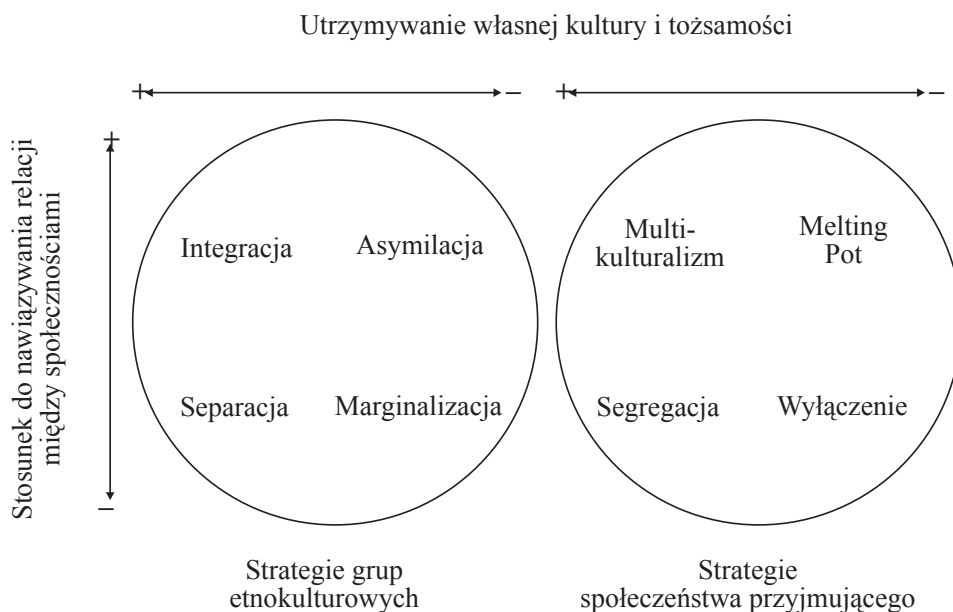 Utrzymywanie własnej kultury i tożsamości
+ – + –
+
Stosunek do nawiązywania relacji
między społecznościami
–
Integracja
Asymilacja
Separacja
Marginalizacja
Multi-
kulturalizm
Melting
Pot
Segregacja
Wyłączenie
Strategie grup
etnokulturowych
Strategie
społeczeństwa przyjmującego